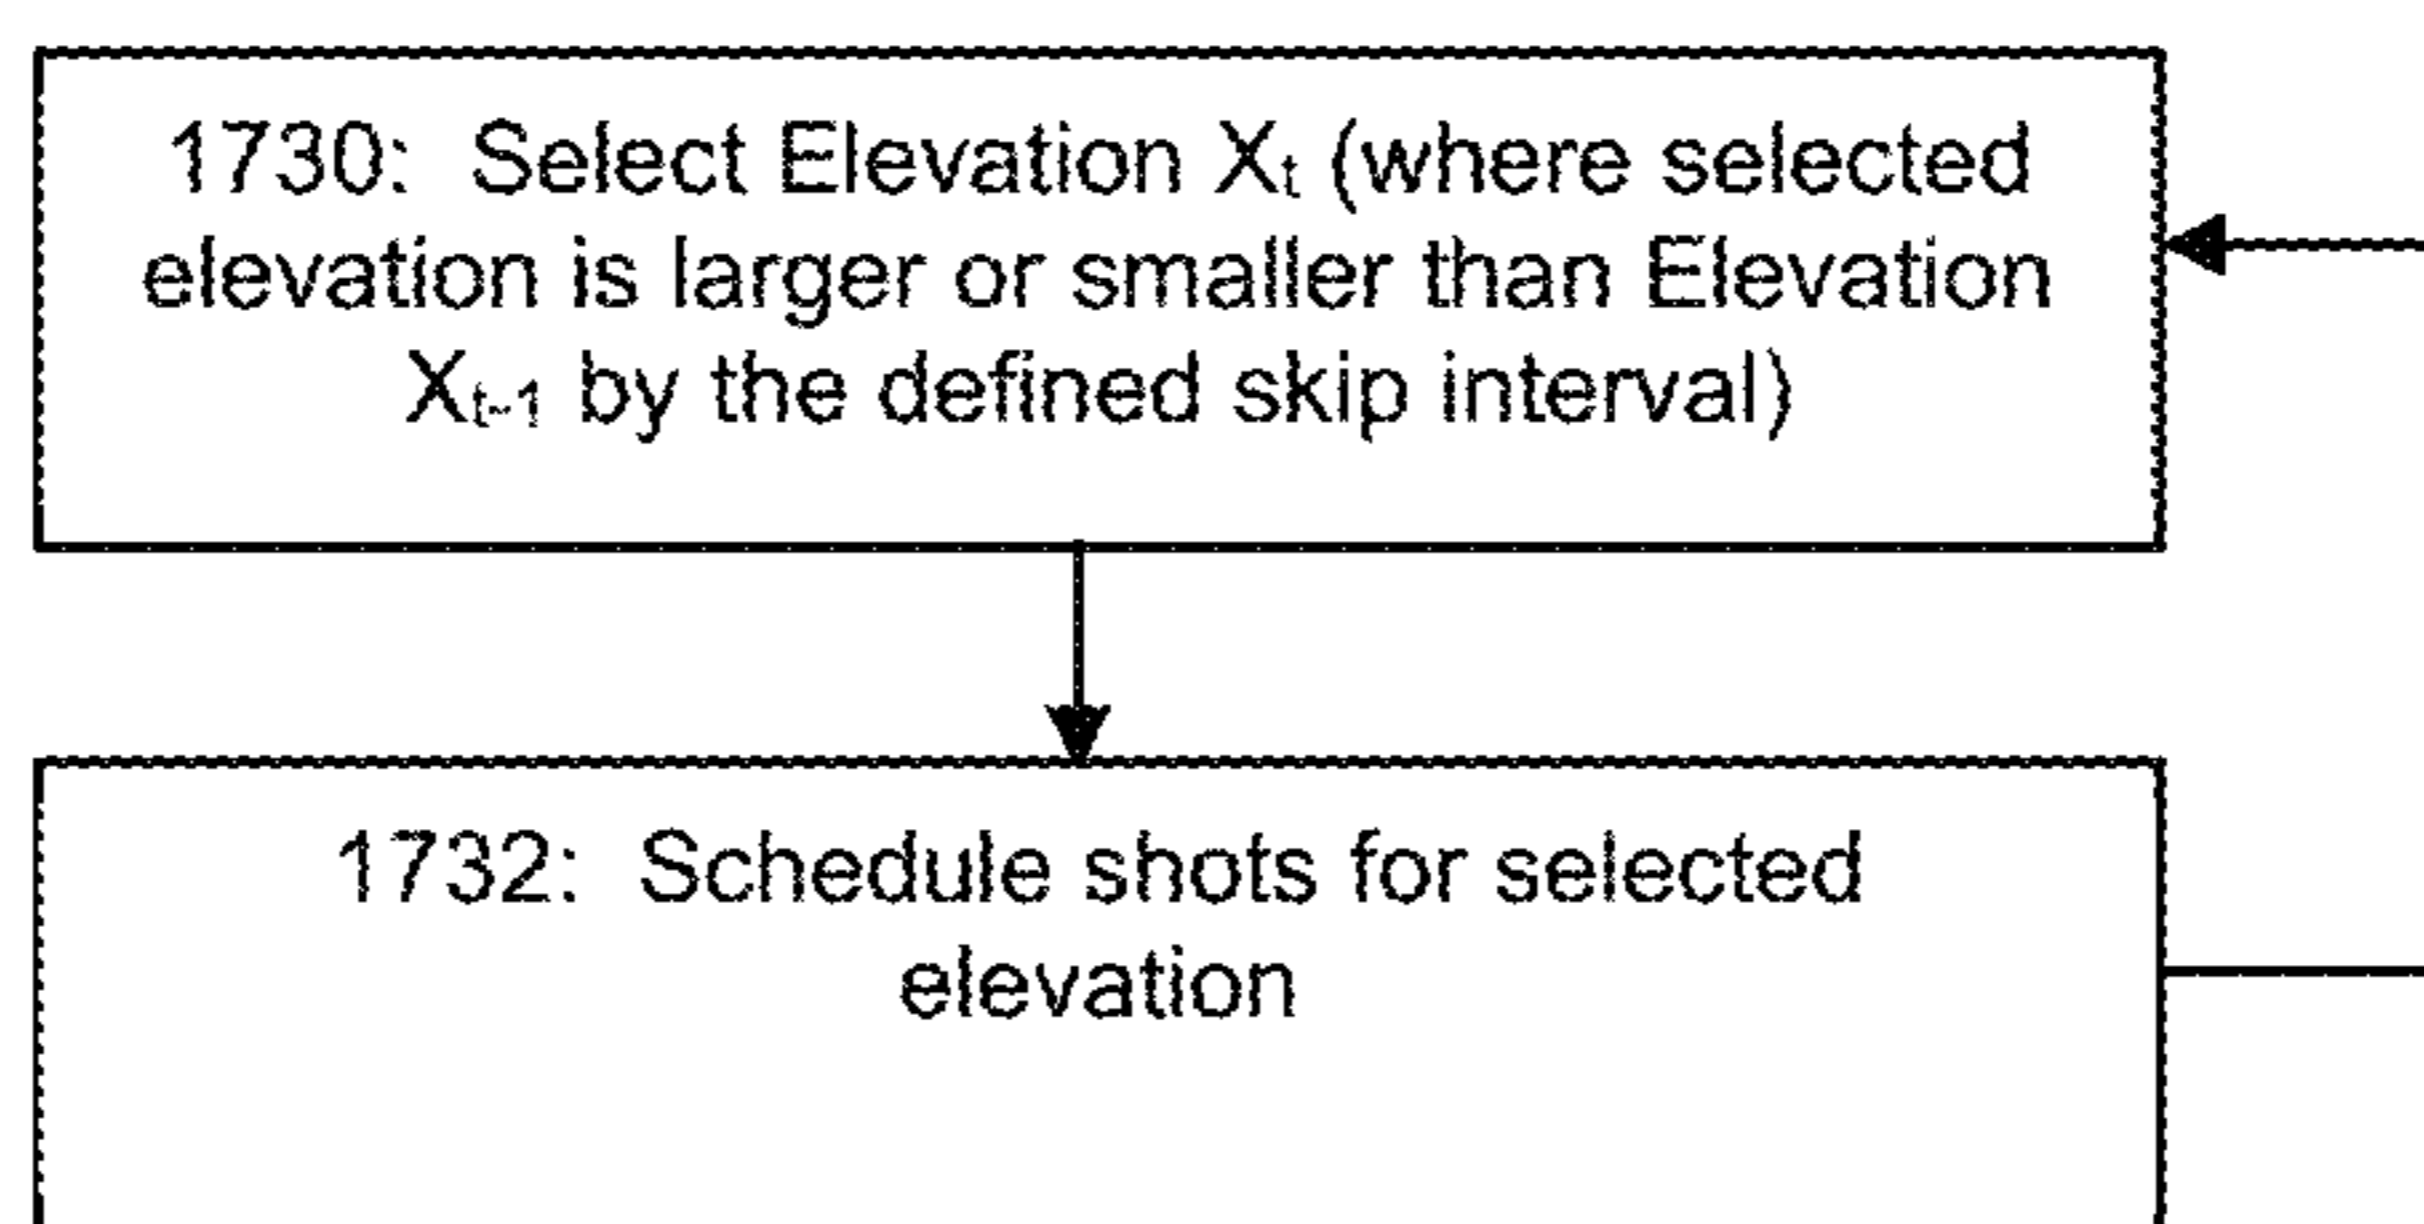 1730: Select Elevation Xt (where selected
elevation is larger or smaller than Elevation
Xt-1 by the defined skip interval)
1732: Schedule shots for selected
elevation